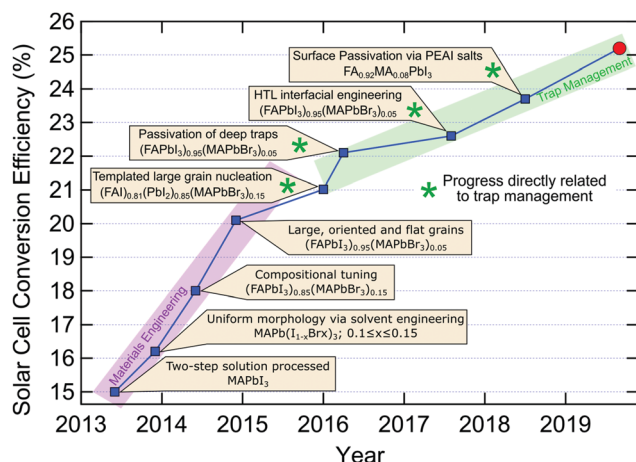 26
25
24
23
22
21
20
19
18
17
16
15
Solar Cell Conversion Efficiency (%)
Surface Passivation via PEAI salts
FA0.92MA0.08PbI3
HTL interfacial engineering
(FAPbI3)0.95(MAPbBr3)0.05
Passivation of deep traps
(FAPbI3)0.95(MAPbBr3)0.05
Templated large grain nucleation
(FAI)0.81(PbI2)0.85(MAPbBr3)0.15
Trap Management
* Progress directly related
to trap management
Large, oriented and flat grains
(FAPbI3)0.95(MAPbBr3)0.05
Compositional tuning
(FAPbI3)0.85(MAPbBr3)0.15
Uniform morphology via solvent engineering
MAPb(I1-xBrx)3; 0.1≤x≤0.15
Two-step solution processed
MAPbI3
Materials Engineering
2013 2014 2015 2016 2017 2018 2019
Year